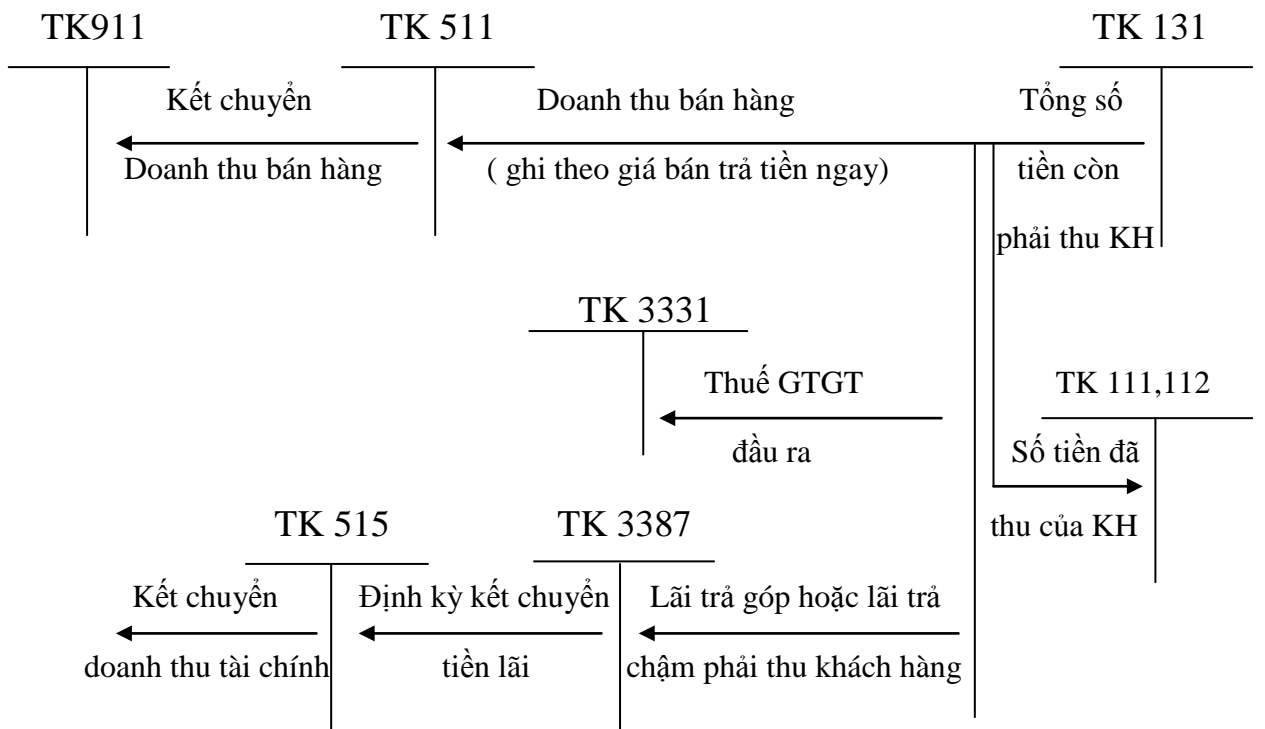 TK911
TK 511
TK 131
Kết chuyển
Doanh thu bán hàng
Tổng số
Doanh thu bán hàng
( ghi theo giá bán trả tiền ngay)
tiền còn
phải thu KH
TK 3331
Thuế GTGT
TK 111,112
đầu ra
Số tiền đã
TK 515
TK 3387
thu của KH
Kết chuyển
Định kỳ kết chuyển
Lãi trả góp hoặc lãi trả
doanh thu tài chính
tiền lãi
chậm phải thu khách hàng